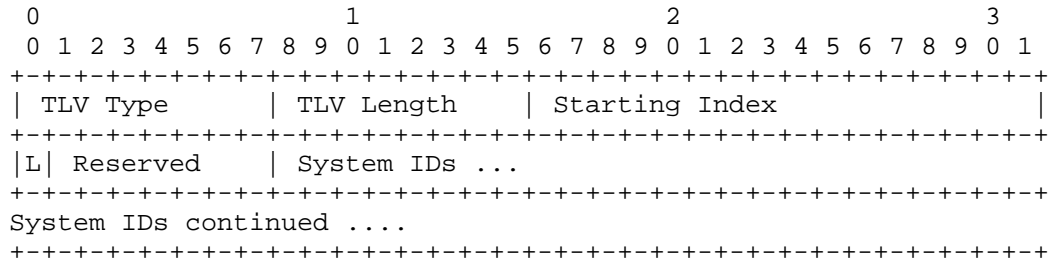 0                   1                   2                   3
 0 1 2 3 4 5 6 7 8 9 0 1 2 3 4 5 6 7 8 9 0 1 2 3 4 5 6 7 8 9 0 1
+-+-+-+-+-+-+-+-+-+-+-+-+-+-+-+-+-+-+-+-+-+-+-+-+-+-+-+-+-+-+-+-+
| TLV Type      | TLV Length    | Starting Index                |
+-+-+-+-+-+-+-+-+-+-+-+-+-+-+-+-+-+-+-+-+-+-+-+-+-+-+-+-+-+-+-+-+
|L| Reserved    | System IDs ...
+-+-+-+-+-+-+-+-+-+-+-+-+-+-+-+-+-+-+-+-+-+-+-+-+-+-+-+-+-+-+-+-+
System IDs continued ....
+-+-+-+-+-+-+-+-+-+-+-+-+-+-+-+-+-+-+-+-+-+-+-+-+-+-+-+-+-+-+-+-+